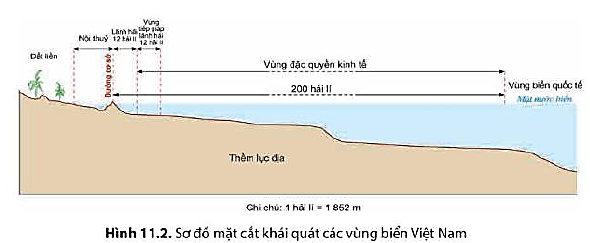 Vùng
tiếp giáp
lãnh hải
12 hải lí
Lãnh hải
12 hải lí
Nội thuỷ
Đất liền
Đường cơ sở
Vùng đặc quyền kinh tế
200 hải lí
Vùng biển quốc tế
Mặt nước biển
Thềm lục địa
Ghi chú: 1 hải lí = 1 852 m
Hình 11.2. Sơ đồ mặt cắt khái quát các vùng biển Việt Nam